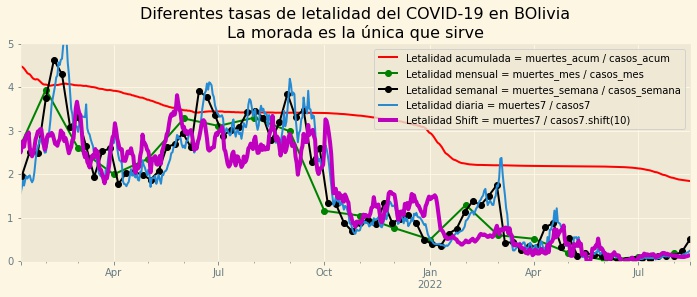 Diferentes tasas de letalidad del COVID-19 en BOlivia
La morada es la única que sirve
Letalidad acumulada = muertes_acum / casos_acum
Letalidad mensual = muertes_mes / casos_mes
Letalidad semanal = muertes_semana / casos_semana
Letalidad diaria = muertes7 / casos7
Letalidad Shift = muertes7 / casos7.shift(10)
5
4
3
2
1
0
Apr Jul Oct Jan Apr Jul
2022